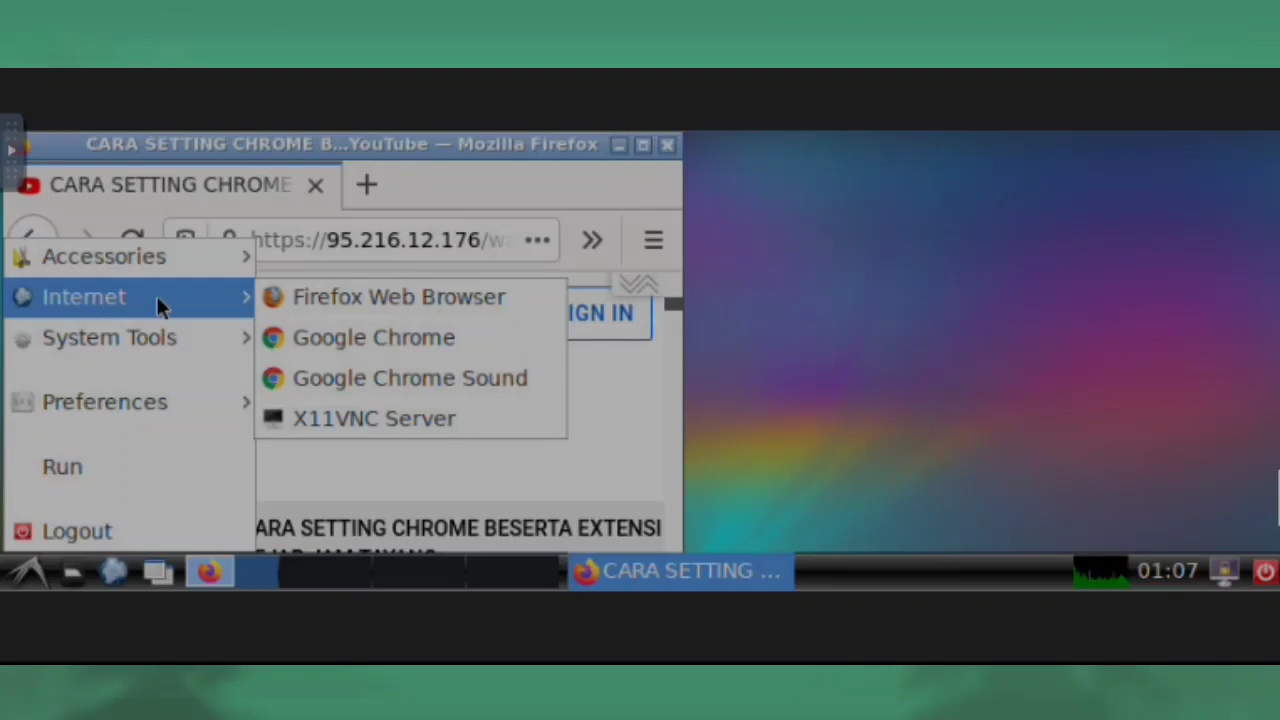 CARA SETTING CHROME B...YouTube — Mozilla Firefox
CARA SETTING CHROME
https://95.216.12.176/
Accessories
Internet
System Tools
Preferences
Run
Logout
Firefox Web Browser
Google Chrome
Google Chrome Sound
X11VNC Server
IGN IN
ARA SETTING CHROME BESERTA EXTENSI
CARA SETTING ...
01:07